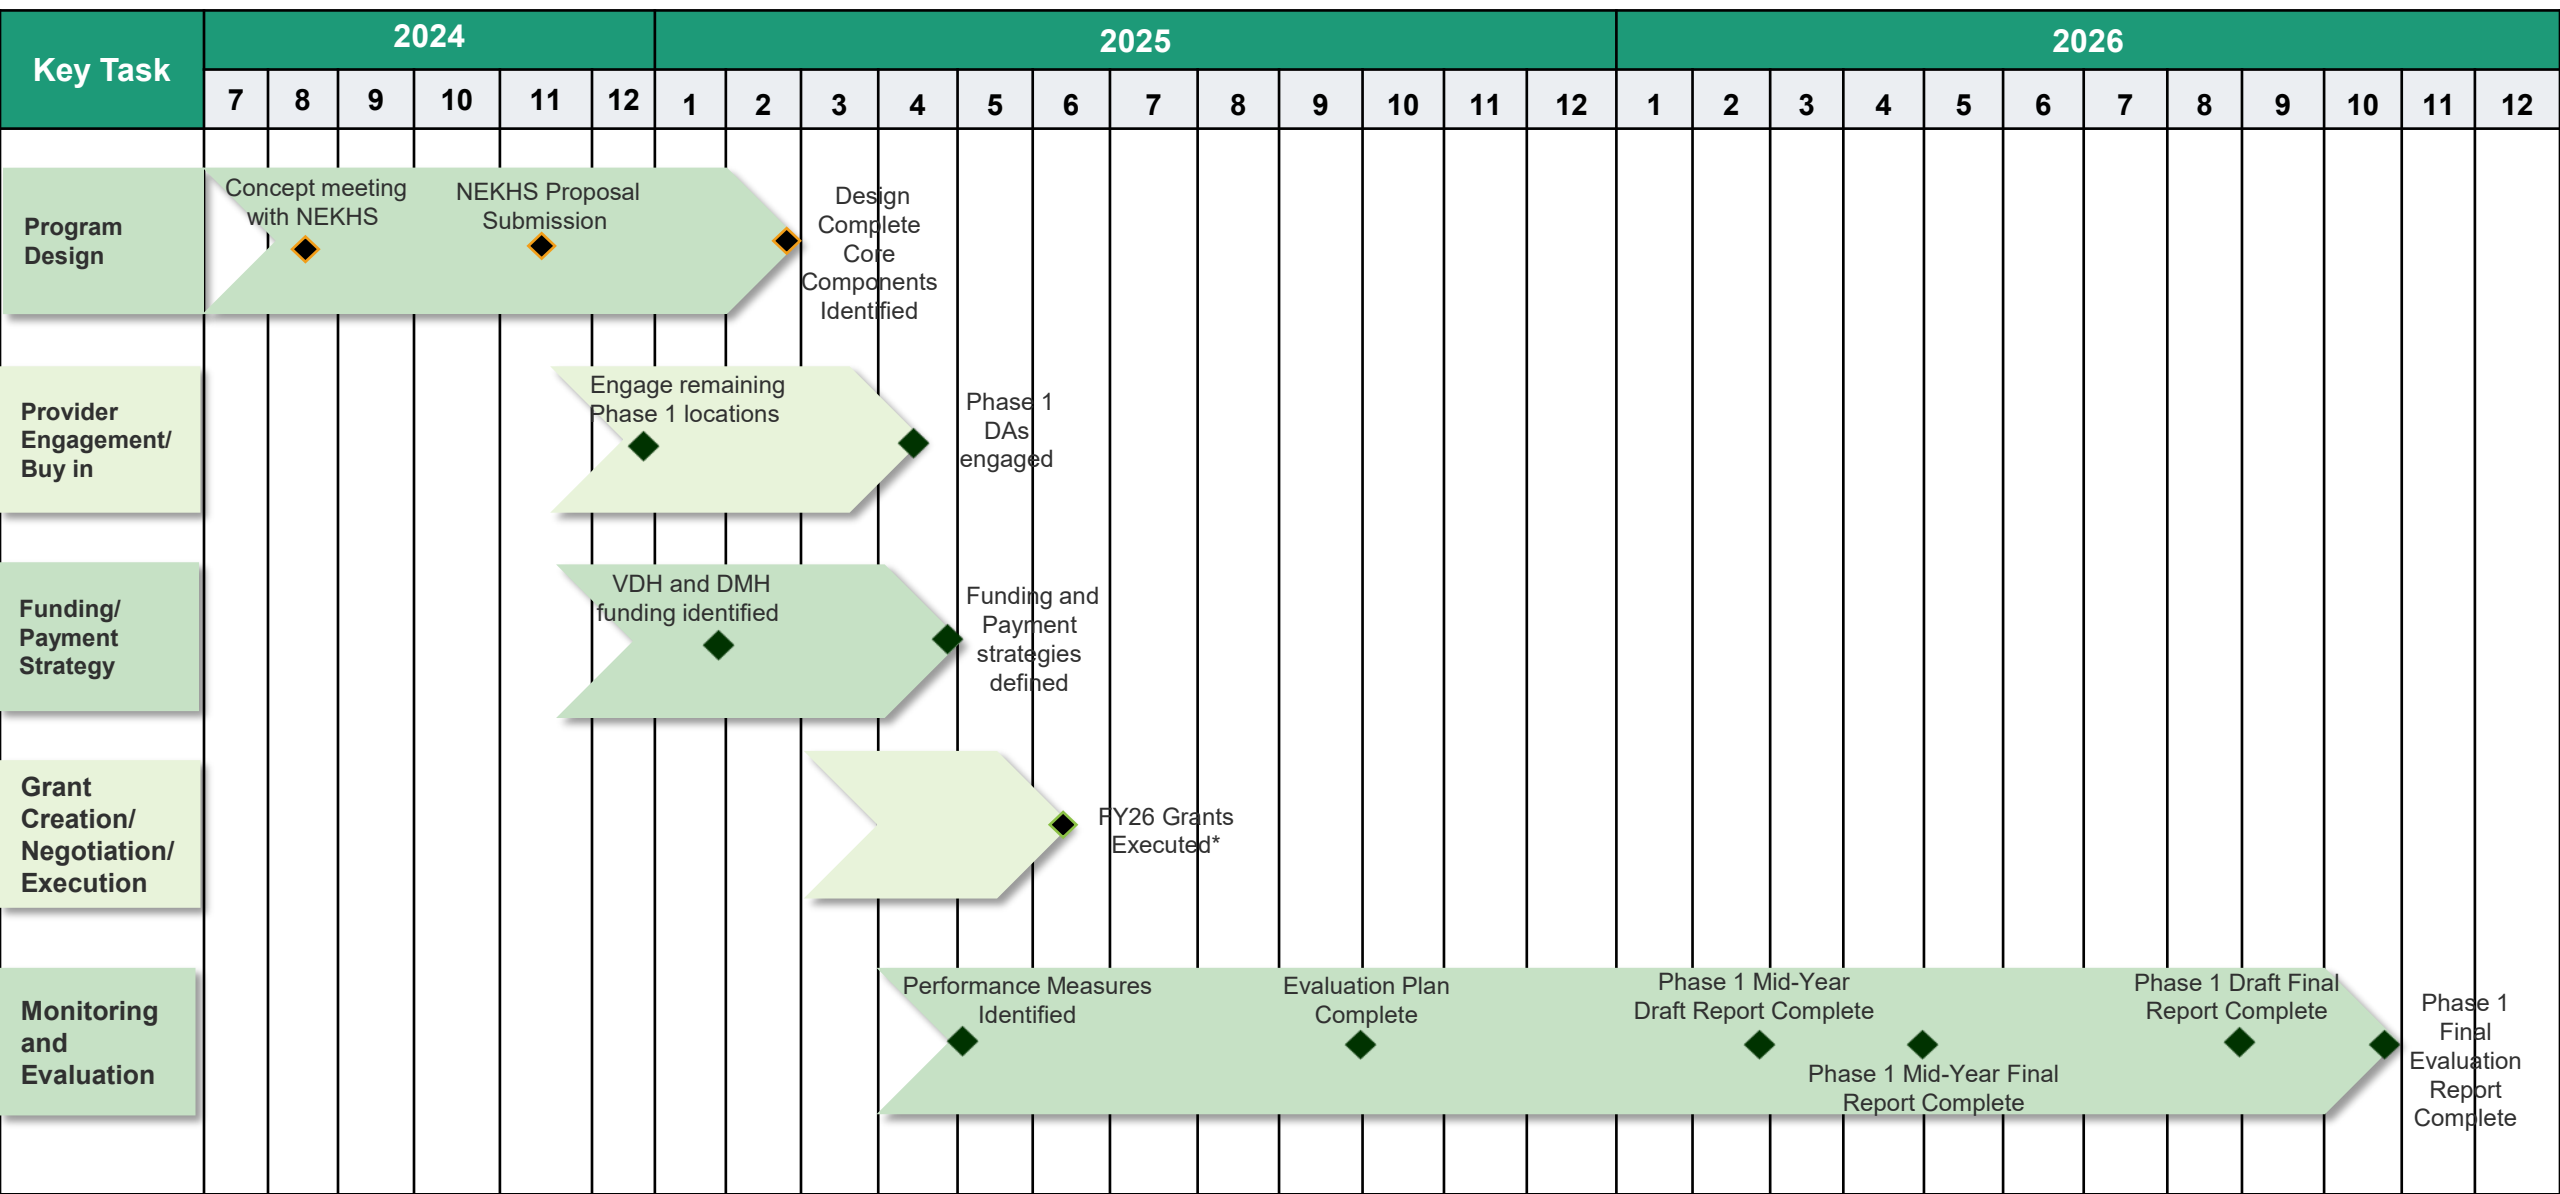 Key Task
2024
2025
2026
7 8 9 10 11 12 1 2 3 4 5 6 7 8 9 10 11 12 1 2 3 4 5 6 7 8 9 10 11 12
Program
Design
Concept meeting
with NEKHS
NEKHS Proposal
Submission
Design
Complete
Core
Components
Identified
Provider
Engagement/
Buy in
Engage remaining
Phase 1 locations
Phase 1
DAs
engaged
Funding/
Payment
Strategy
VDH and DMH
funding identified
Funding and
Payment
strategies
defined
Grant
Creation/
Negotiation/
Execution
FY26 Grants
Executed*
Monitoring
and
Evaluation
Performance Measures
Identified
Evaluation Plan
Complete
Phase 1 Mid-Year
Draft Report Complete
Phase 1 Mid-Year Final
Report Complete
Phase 1 Draft Final
Report Complete
Phase 1
Final
Evaluation
Report
Complete